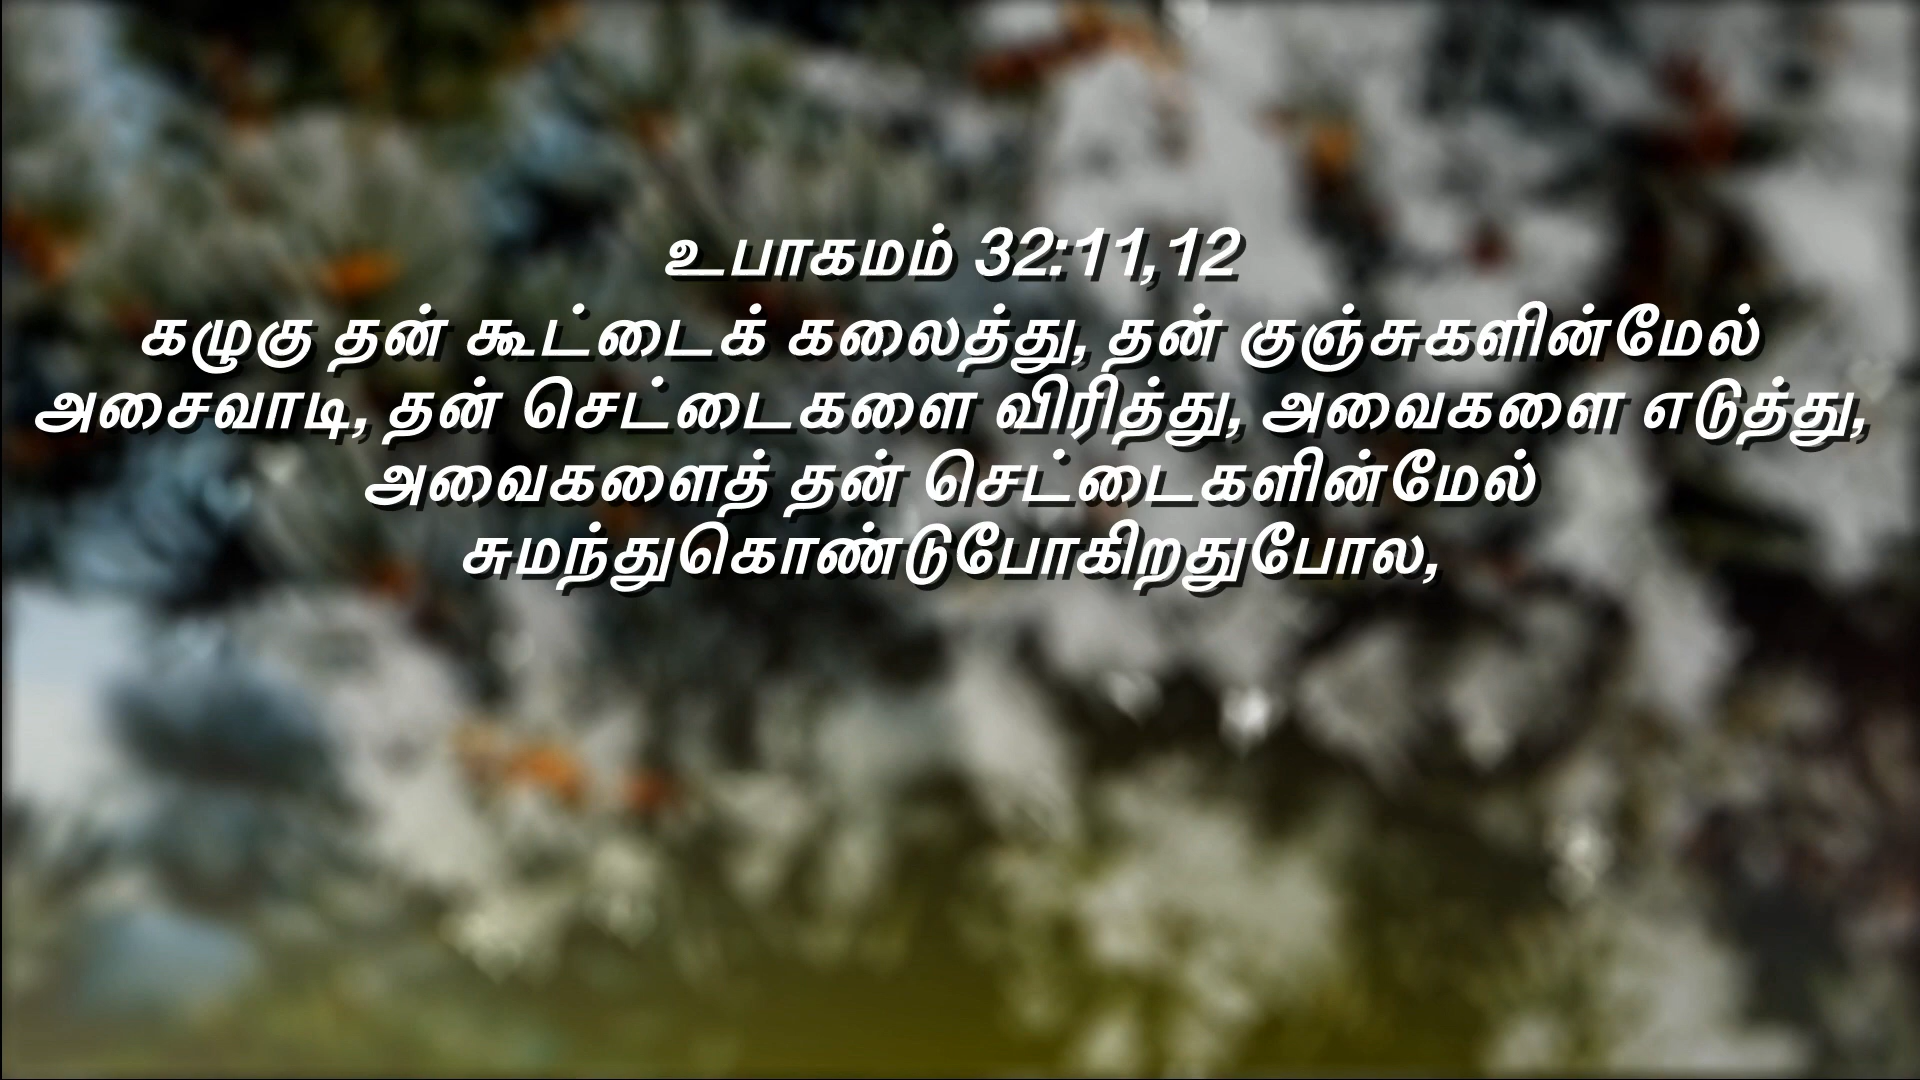 உபாகமம் 32:11,12
கழுகு தன் கூட்டைக் கலைத்து, தன் குஞ்சுகளின்மேல்
அசைவாடி, தன் செட்டைகளை விரித்து, அவைகளை எடுத்து,
அவைகளைத் தன் செட்டைகளின்மேல்
சுமந்துகொண்டுபோகிறதுபோல,